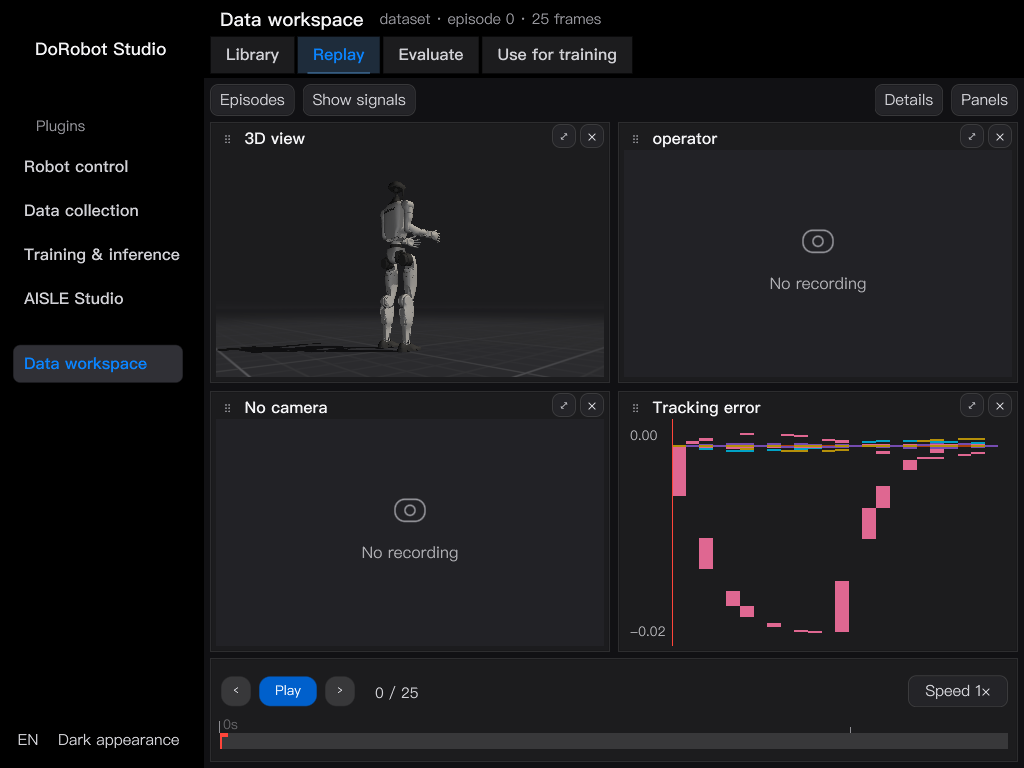 DoRobot Studio
Plugins
Robot control
Data collection
Training & inference
AISLE Studio
Data workspace
EN
Dark appearance
Data workspace
dataset · episode 0 · 25 frames
Library
Replay
Evaluate
Use for training
Episodes
Show signals
Details
Panels
3D view
operator
No recording
No camera
No recording
Tracking error
0.00
−0.02
Play
0 / 25
Speed 1×
0s